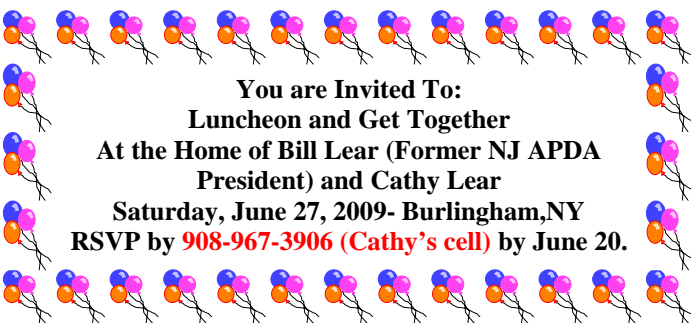 You are Invited To:
Luncheon and Get Together
At the Home of Bill Lear (Former NJ APDA
President) and Cathy Lear
Saturday, June 27, 2009- Burlingham,NY
RSVP by 908-967-3906 (Cathy’s cell) by June 20.